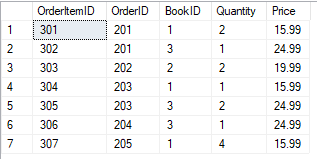 OrderItemID OrderID BookID Quantity Price
1 301 201 1 2 15.99
2 302 201 3 1 24.99
3 303 202 2 2 19.99
4 304 203 1 1 15.99
5 305 203 3 2 24.99
6 306 204 3 1 24.99
7 307 205 1 4 15.99